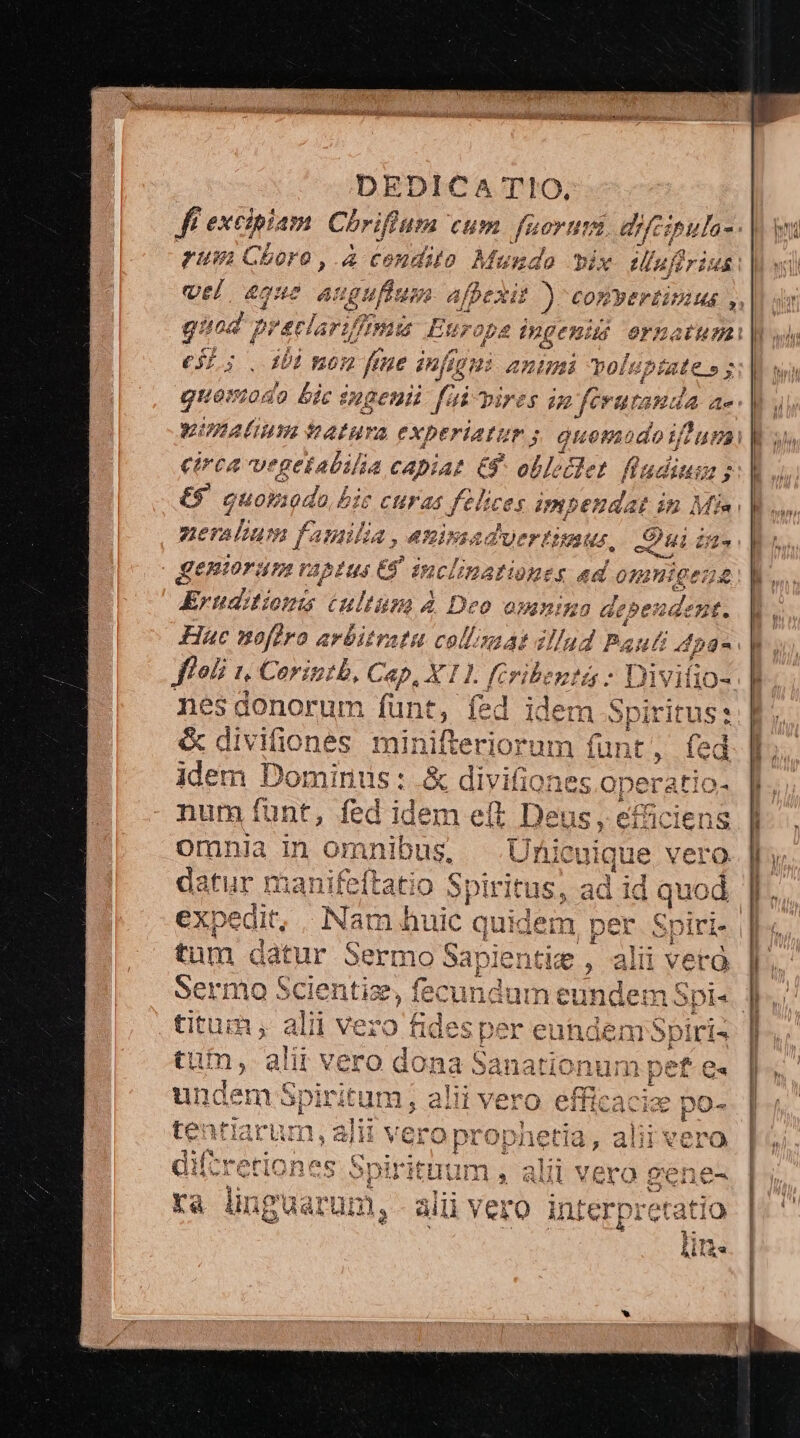 DEDICATIO.
ſi excipiam Chriſtum cum ſuorum diſcipulo-
rum Choro, à condito Mundo vix illuſtrius
vel æque auguſtum aſpexit ) convertimus ,
quod præclariſſimis Europæ ingeniis ornatum
eſt ; ibi non ſine inſigni animi voluptate ;
quomodo hic ingenii ſui vires in ſcrutanda a-
nimalium natura experiatur ; quomodo iſtum
circa vegetabilia capiat & oblectet ſtudium ;
& quomodo hic curas felices impendat in Mi-
neralium familia , animadvertimus, Qui in-
geniorum raptus & inclinationes ad omnigenæ
Eruditionis cultum à Deo omnino dependent.
Huc noſtro arbitratu collimat illud Pauli Apo-
ſtoli 1, Corinth, Cap, XII. ſcribentis : Diviſio-
nes donorum ſunt, ſed idem Spiritus:
& diviſiones miniſteriorum ſunt, ſed
idem Dominus: & diviſiones operatio-
num ſunt, ſed idem eſt Deus, efficiens
omnia in omnibus, Unicuique vero
datur manifeſtatio Spiritus, ad id quod
expedit, Nam huic quidem per Spiri-
tum datur Sermo Sapientiæ , alii verò
Sermo Scientiæ, ſecundum eundem Spi-
titum, alii vero fides per eundem Spiri-
tum, alii vero dona Sanationum pet e-
undem Spiritum, alii vero efficaciæ po-
tentiarum, alii vero prophetia, alii vero
diſcretiones Spirituum , alii vero gene-
ra linguarum, alii vero interpretatio
lin-